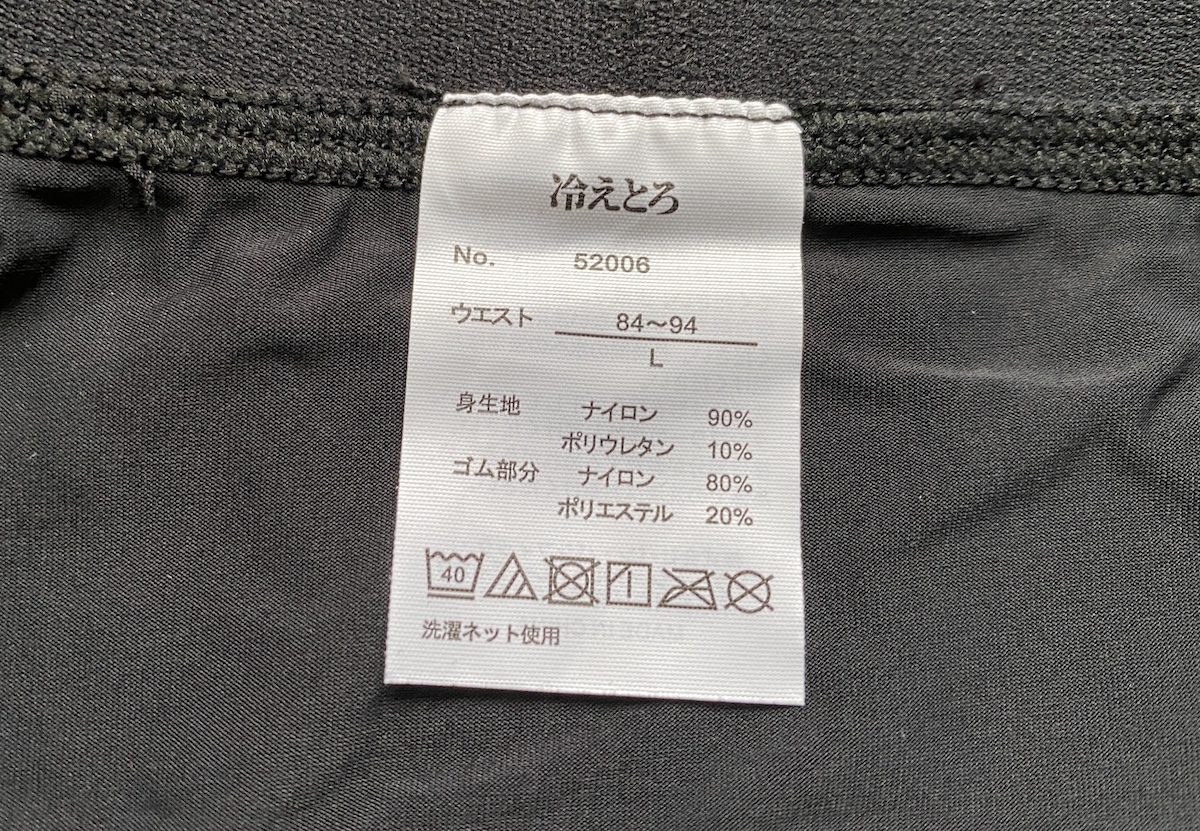 冷えとろ
No. 52006
ウエスト 84〜94
L
身生地 ナイロン 90%
ポリウレタン 10%
ゴム部分 ナイロン 80%
ポリエステル 20%
40
洗濯ネット使用